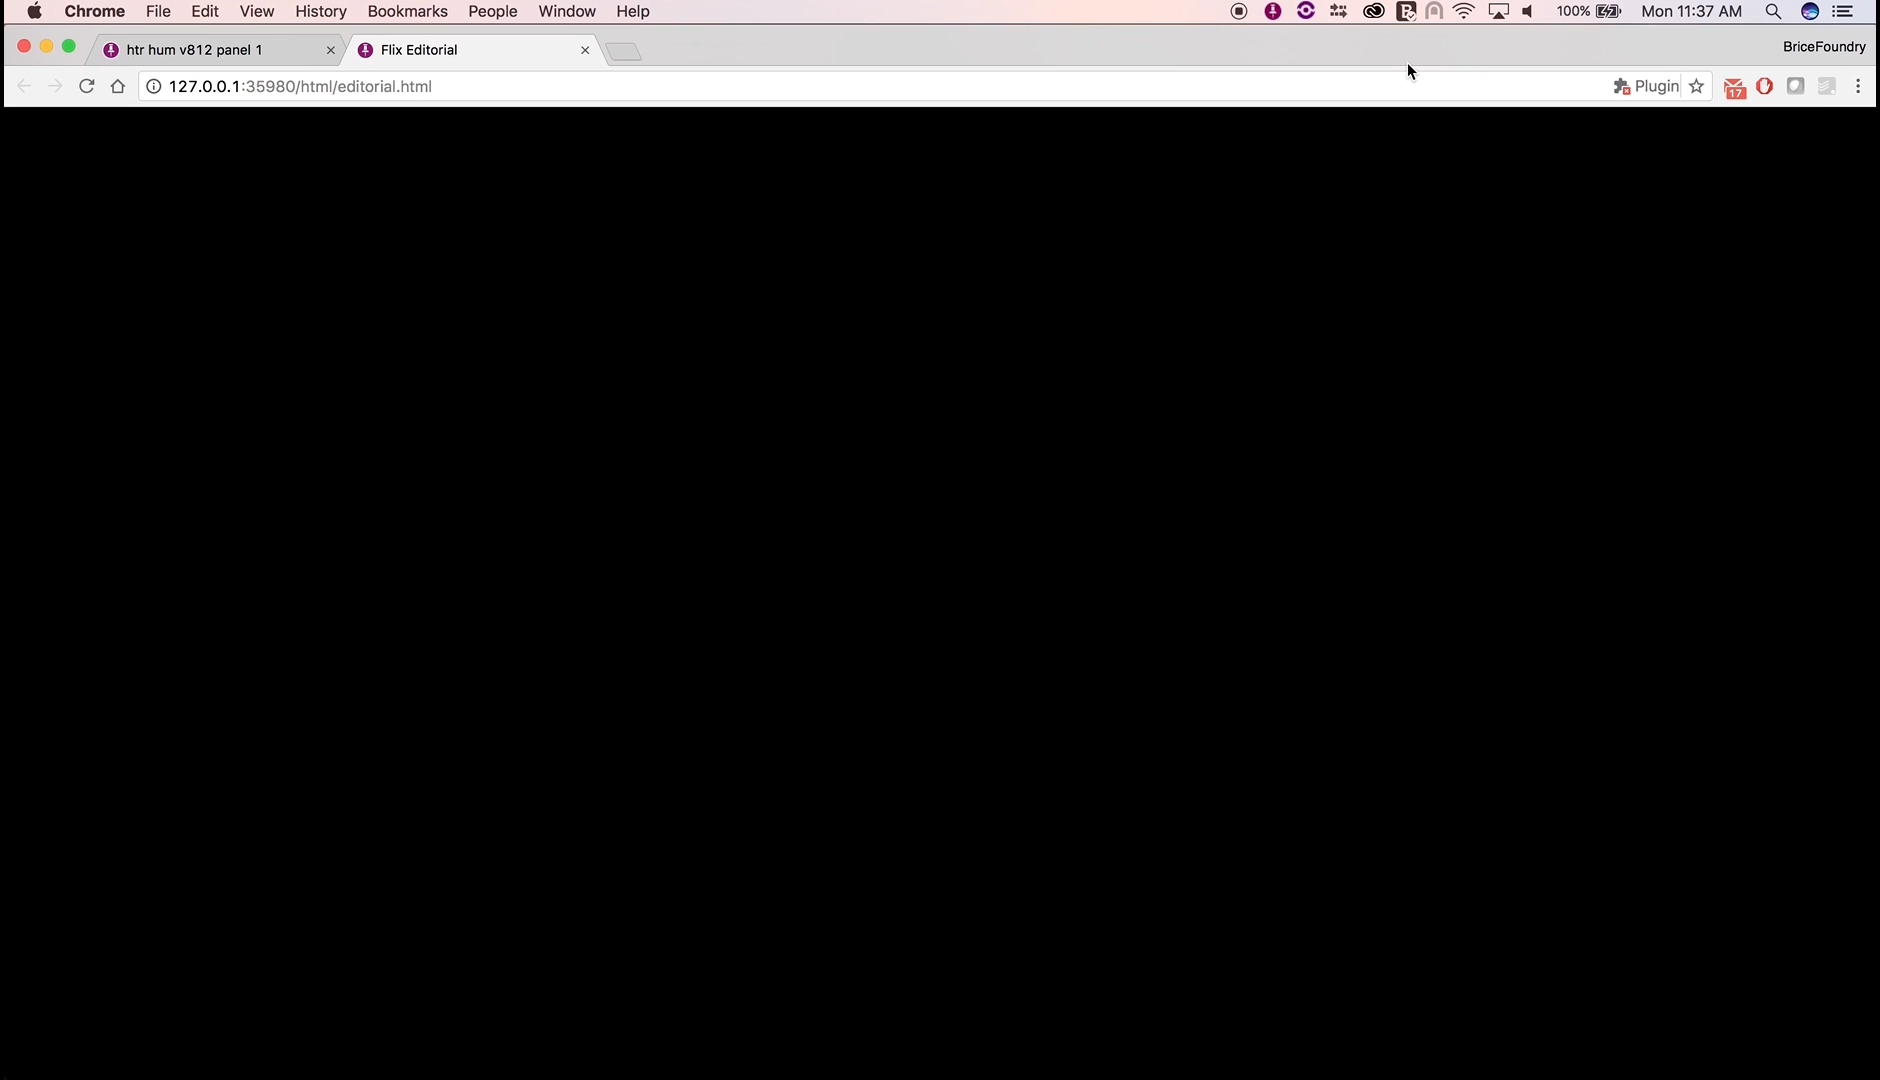 Chrome File Edit View History Bookmarks People Window Help 100% Mon 11:37 AM
htr hum v812 panel 1 Flix Editorial BriceFoundry
127.0.0.1:35980/html/editorial.html Plugin 17